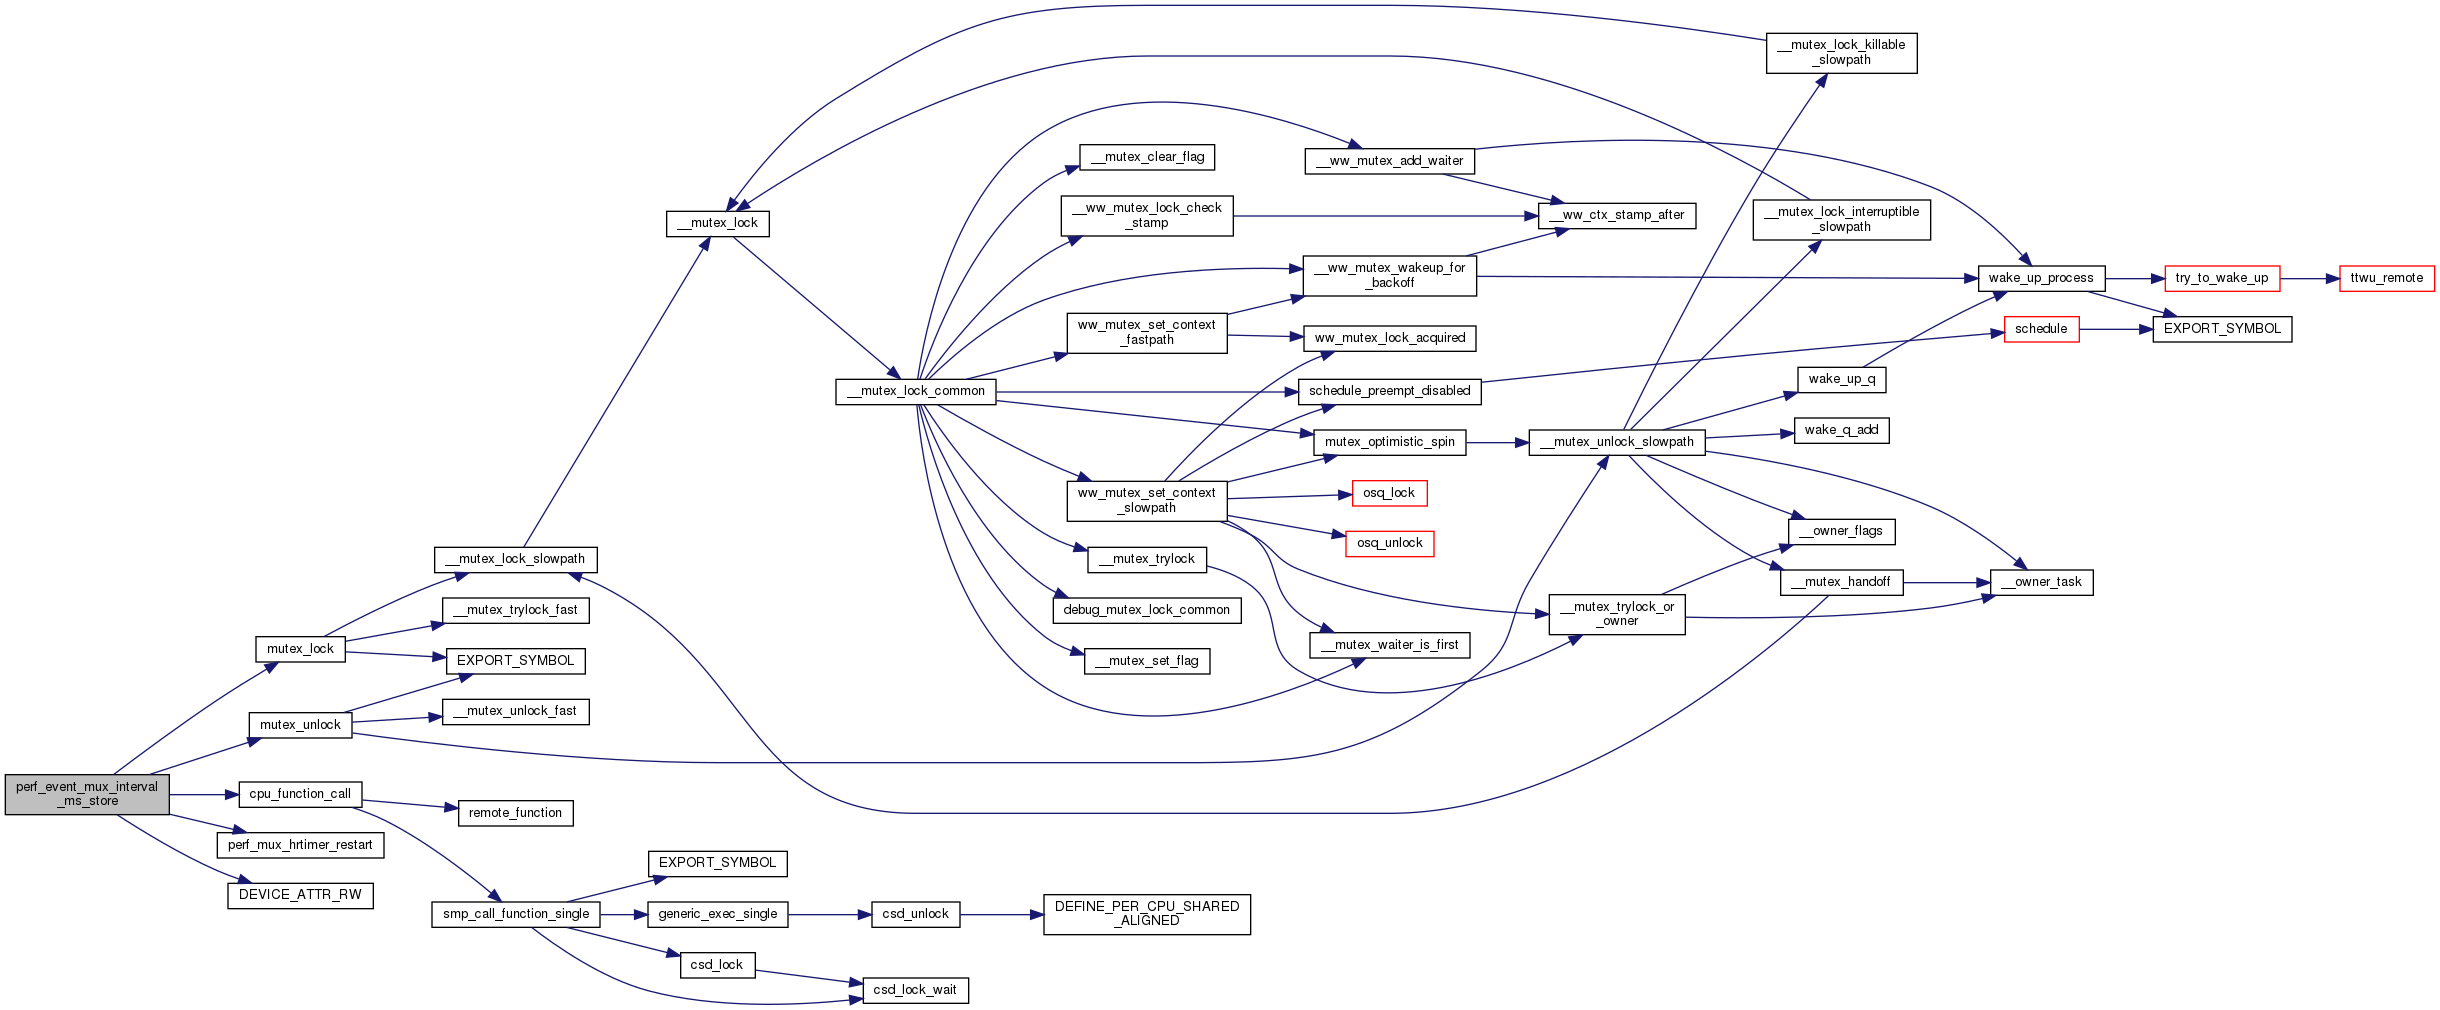 __mutex_lock_killable
_slowpath
__ww_mutex_add_waiter
__mutex_clear_flag
__ww_mutex_lock_check
_stamp
__ww_ctx_stamp_after
__mutex_lock_interruptible
_slowpath
__mutex_lock
__ww_mutex_wakeup_for
_backoff
wake_up_process
try_to_wake_up
ttwu_remote
ww_mutex_set_context
_fastpath
ww_mutex_lock_acquired
schedule
EXPORT_SYMBOL
__mutex_lock_common
schedule_preempt_disabled
wake_up_q
mutex_optimistic_spin
__mutex_unlock_slowpath
wake_q_add
ww_mutex_set_context
_slowpath
osq_lock
osq_unlock
__owner_flags
__mutex_lock_slowpath
__mutex_trylock
__mutex_handoff
__owner_task
__mutex_trylock_fast
debug_mutex_lock_common
__mutex_trylock_or
_owner
mutex_lock
EXPORT_SYMBOL
__mutex_set_flag
__mutex_waiter_is_first
mutex_unlock
__mutex_unlock_fast
perf_event_mux_interval
_ms_store
cpu_function_call
remote_function
perf_mux_hrtimer_restart
EXPORT_SYMBOL
DEVICE_ATTR_RW
smp_call_function_single
generic_exec_single
csd_unlock
DEFINE_PER_CPU_SHARED
_ALIGNED
csd_lock
csd_lock_wait